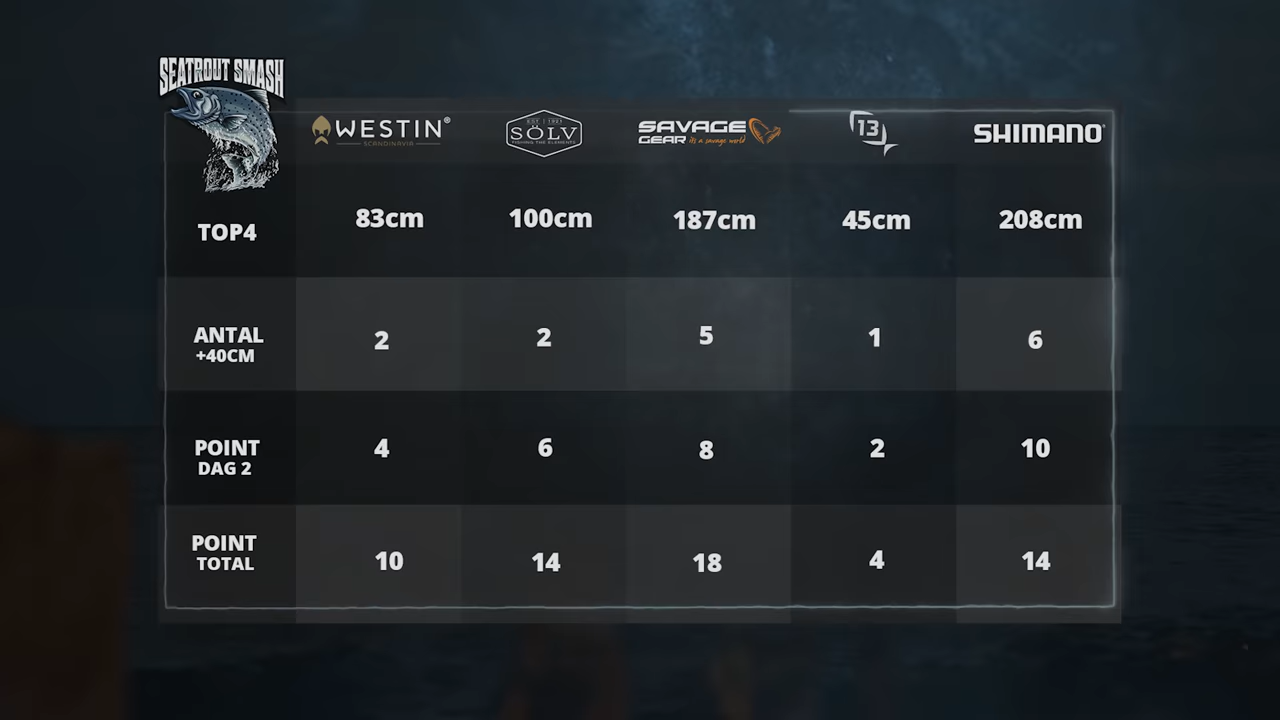 SEATROUT SMASH
WESTIN®
SCANDINAVIA
EST | 1921
SÖLV
FISHING THE ELEMENTS
SAVAGE
GEAR its a savage world
13
SHIMANO
TOP4 83cm 100cm 187cm 45cm 208cm
ANTAL
+40CM 2 2 5 1 6
POINT
DAG 2 4 6 8 2 10
POINT
TOTAL 10 14 18 4 14